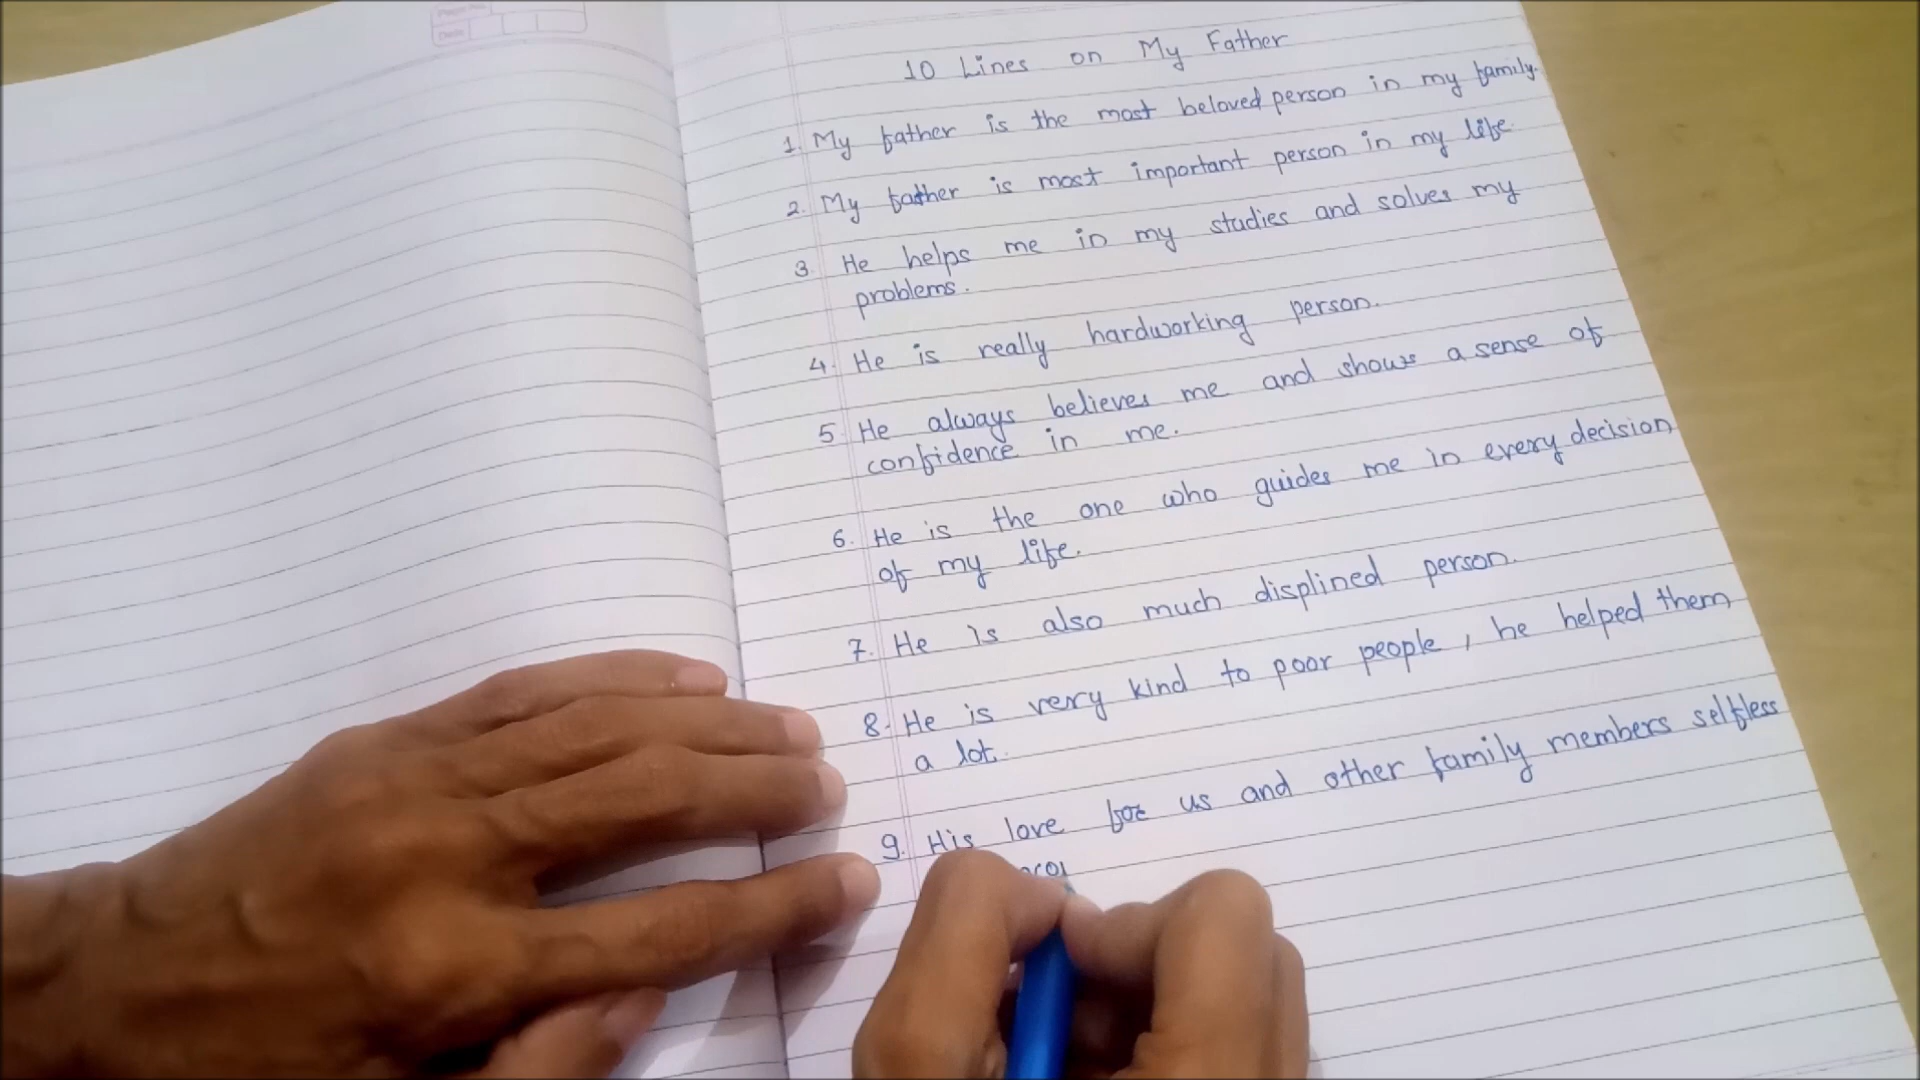 Date
10 Lines on My Father
1. My father is the most beloved person in my family.
2. My father is most important person in my life.
3. He helps me in my studies and solves my
problems.
4. He is really hardworking person.
5. He always believes me and shows a sense of
confidence in me.
6. He is the one who guides me in every decision
of my life.
7. He is also much displined person.
8. He is very kind to poor people, he helped them
a lot.
9. His love for us and other family members selfless